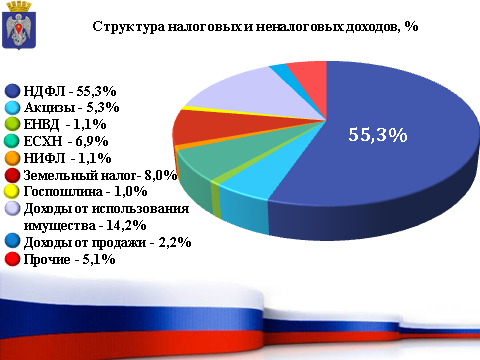 Структура налоговых и неналоговых доходов, %
НДФЛ - 55,3%
Акцизы - 5,3%
ЕНВД - 1,1%
ЕСХН - 6,9%
НИФЛ - 1,1%
Земельный налог- 8,0%
Госпошлина - 1,0%
Доходы от использования
имущества - 14,2%
Доходы от продажи - 2,2%
Прочие - 5,1%
55,3%